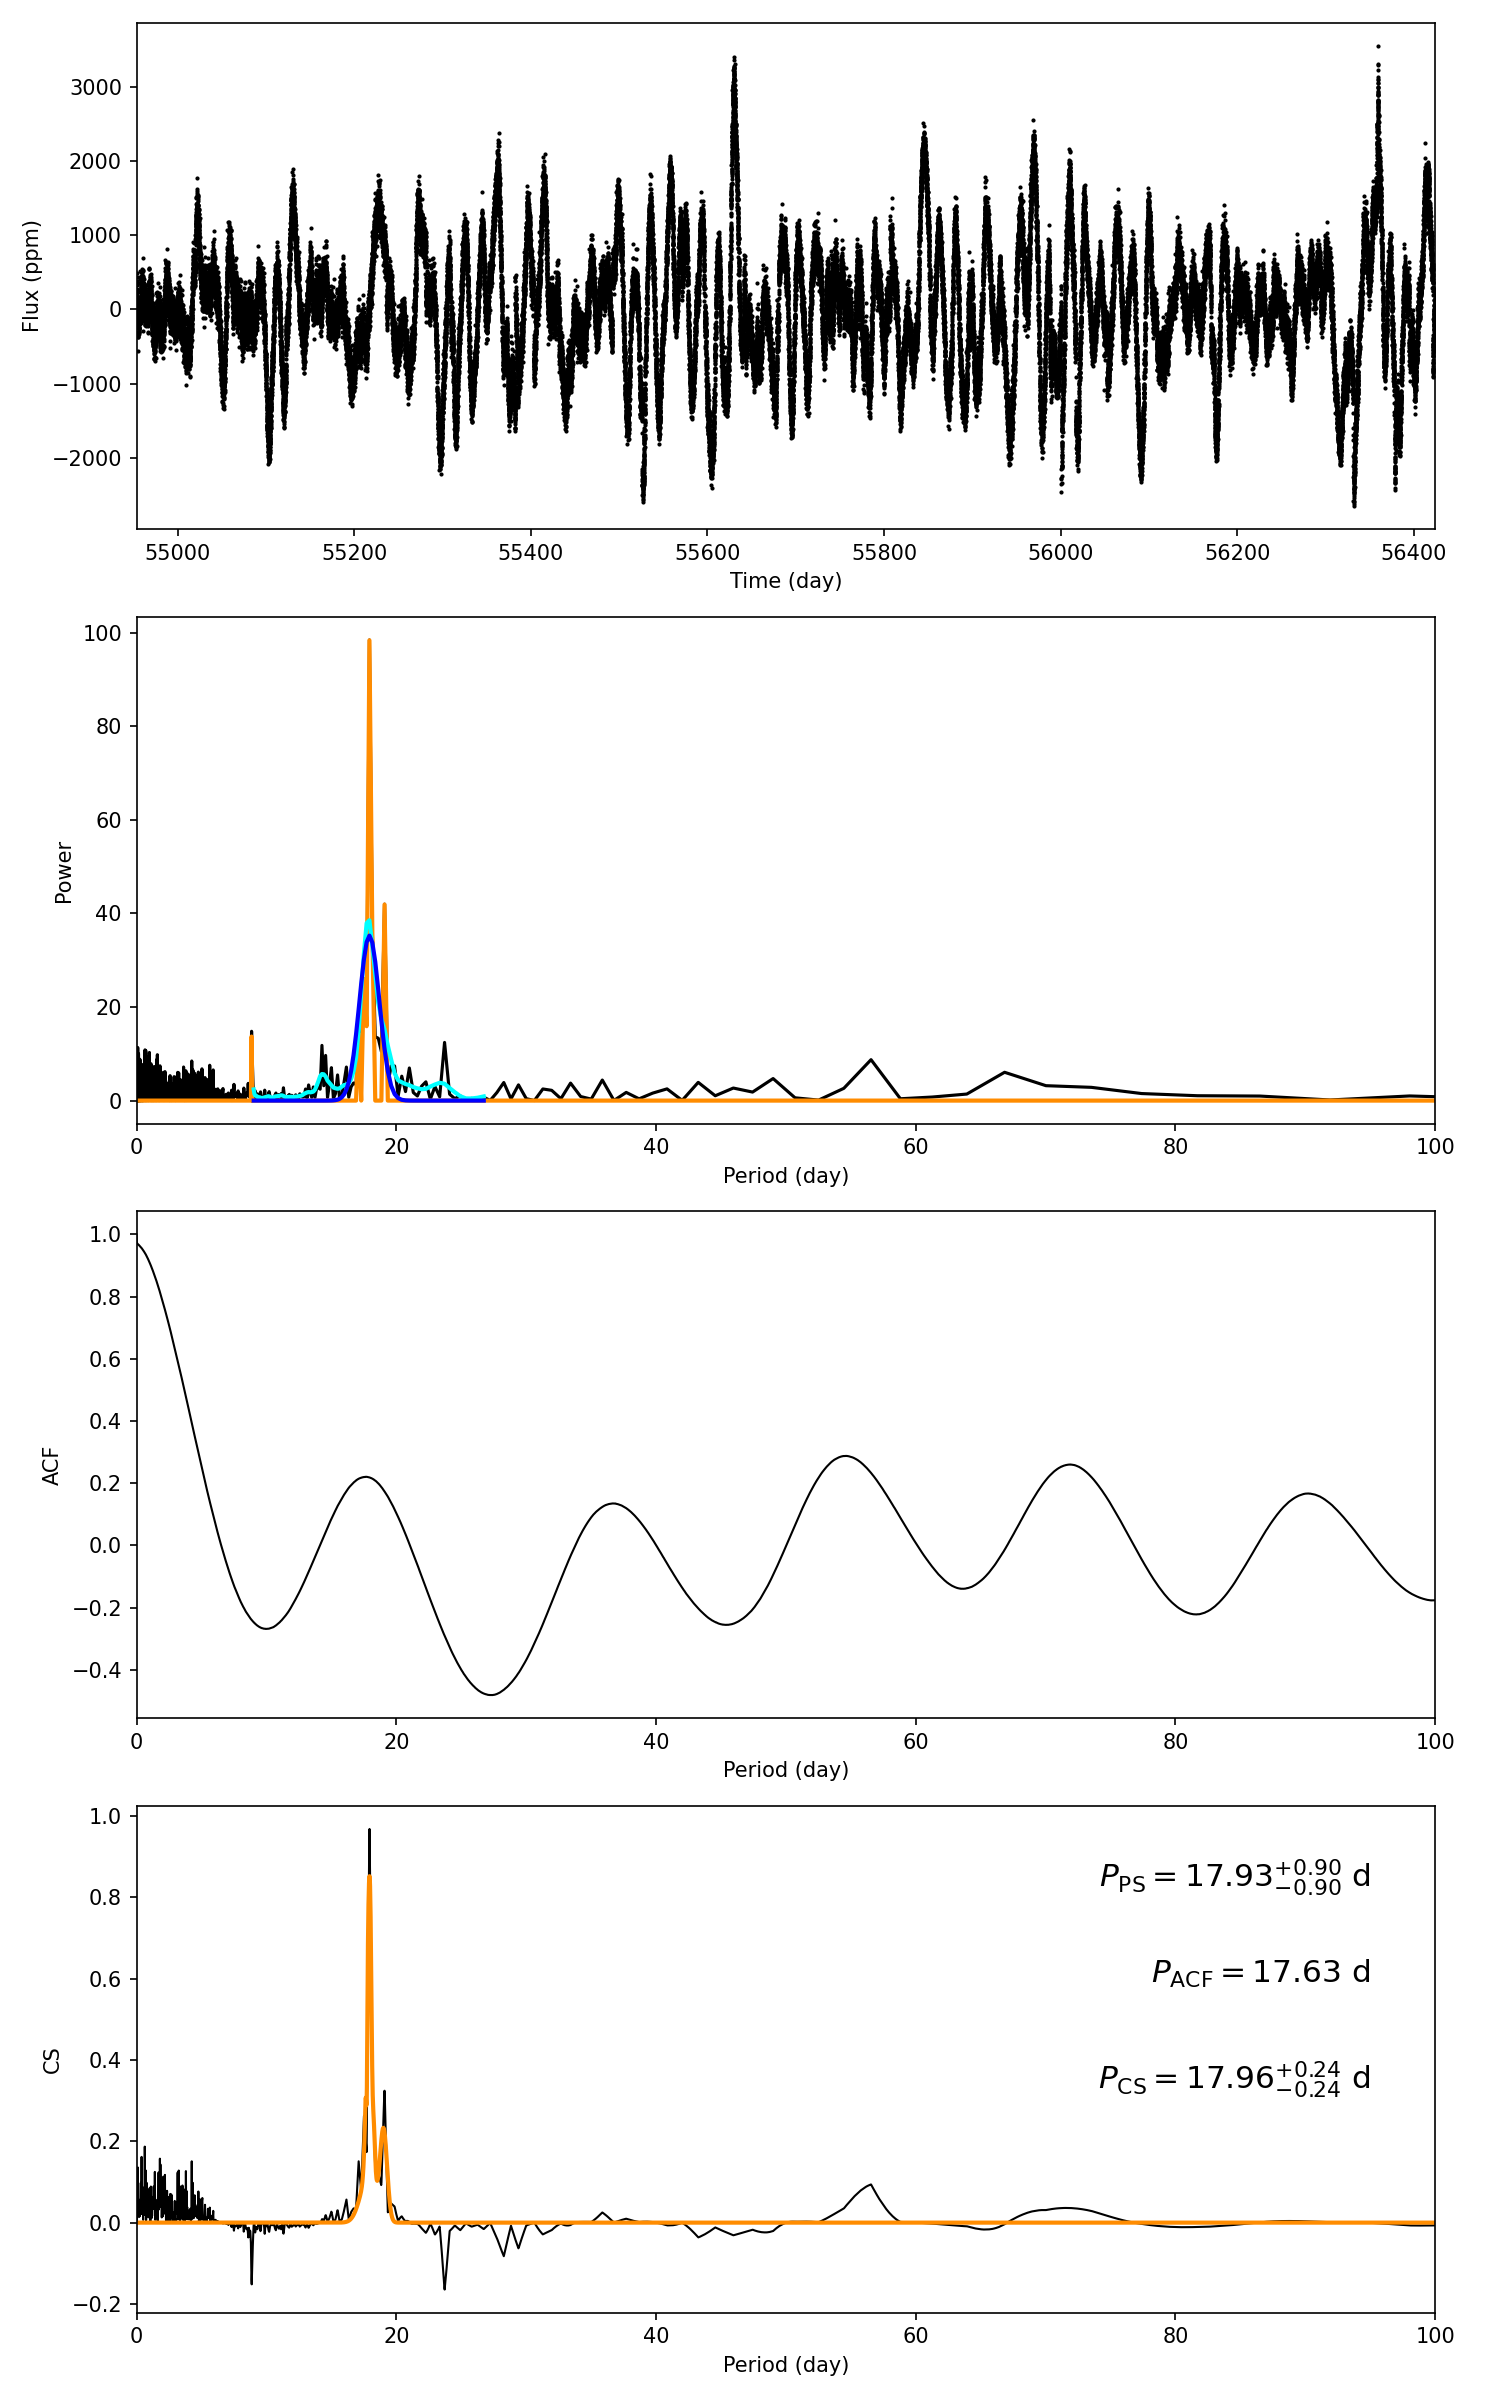 3000
2000
1000
0
−1000
−2000
Flux (ppm)
55000 55200 55400 55600 55800 56000 56200 56400
Time (day)
100
80
60
40
20
0
Power
0 20 40 60 80 100
Period (day)
1.0
0.8
0.6
0.4
0.2
0.0
−0.2
−0.4
ACF
0 20 40 60 80 100
Period (day)
1.0
0.8
0.6
0.4
0.2
0.0
−0.2
CS
P_PS = 17.93^{+0.90}_{−0.90} d
P_ACF = 17.63 d
P_CS = 17.96^{+0.24}_{−0.24} d
0 20 40 60 80 100
Period (day)